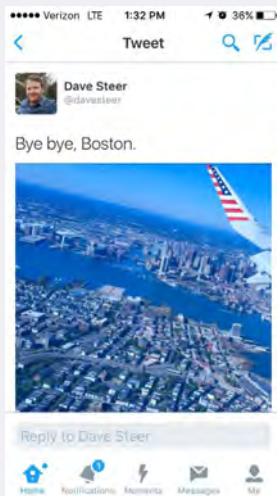 Verizon LTE 1:32 PM 36%
Tweet
Dave Steer
@davesteer
Bye bye, Boston.
Reply to Dave Steer
1
Home Notifications Moments Messages Me